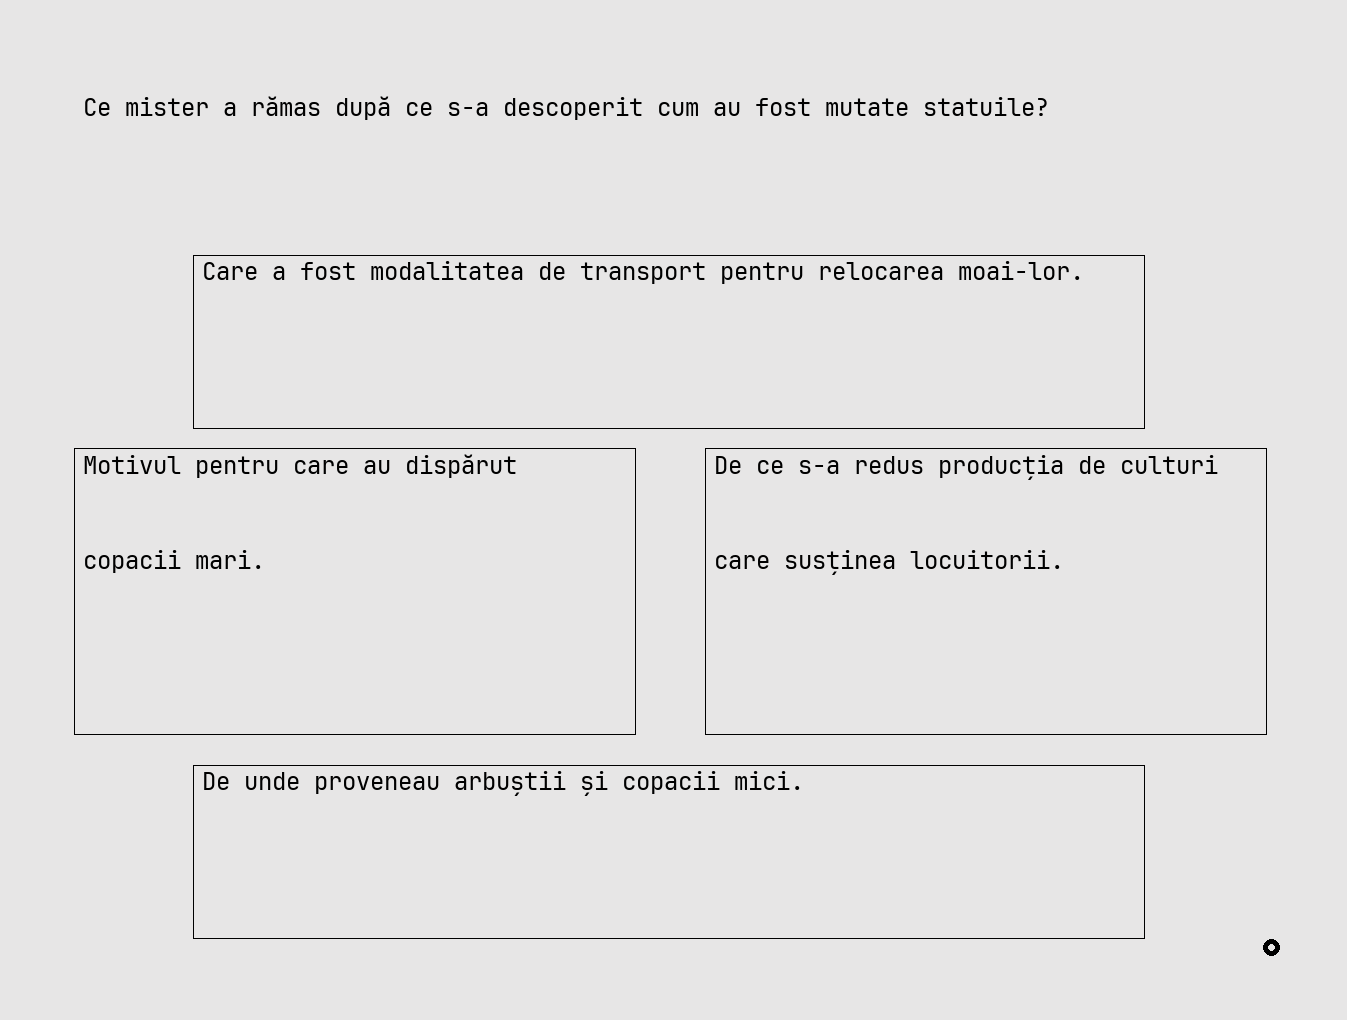 Ce mister a rămas după ce s-a descoperit cum au fost mutate statuile?
Care a fost modalitatea de transport pentru relocarea moai-lor.
Motivul pentru care au dispărut
copacii mari.
De ce s-a redus producția de culturi
care susținea locuitorii.
De unde proveneau arbuștii și copacii mici.